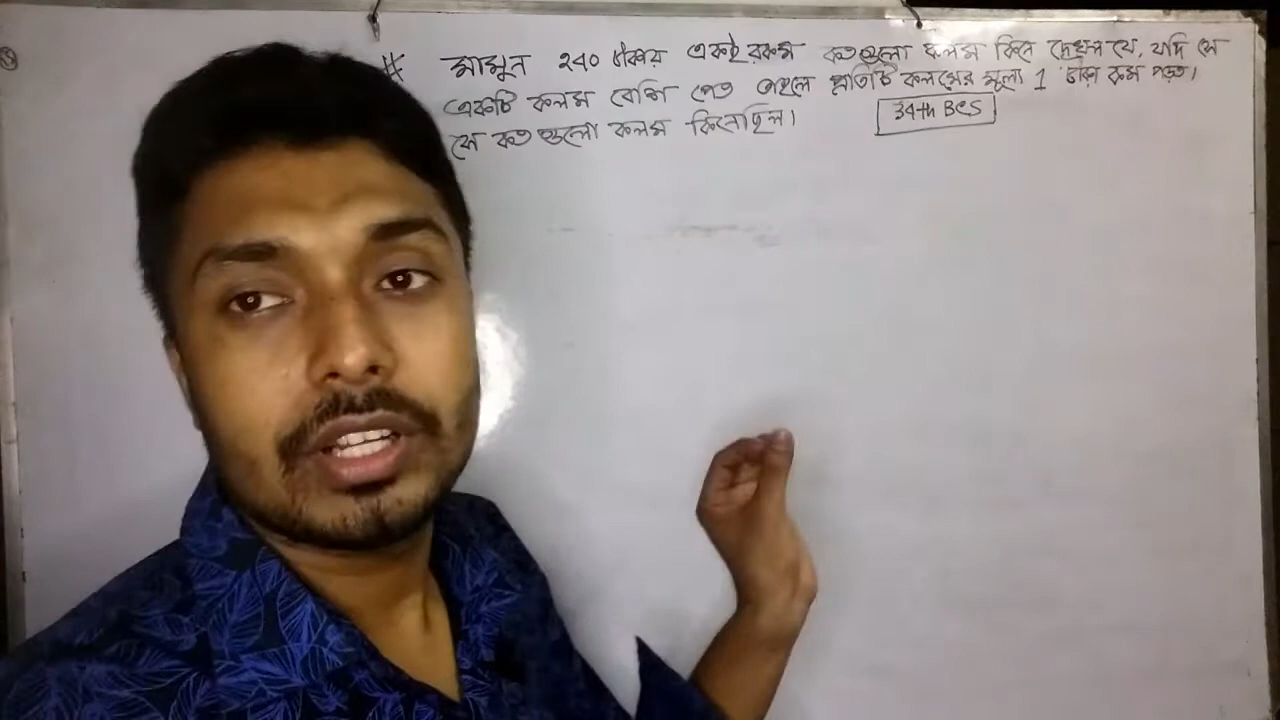 # মামুন ২৪০ টাকায় একই রকম কতগুলো কলম কিনে দেখল যে, যদি সে
একটি কলম বেশি পেত তাহলে প্রতিটি কলমের মূল্য 1 টাকা কম পড়ত।
সে কতগুলো কলম কিনেছিল। 34th BCS